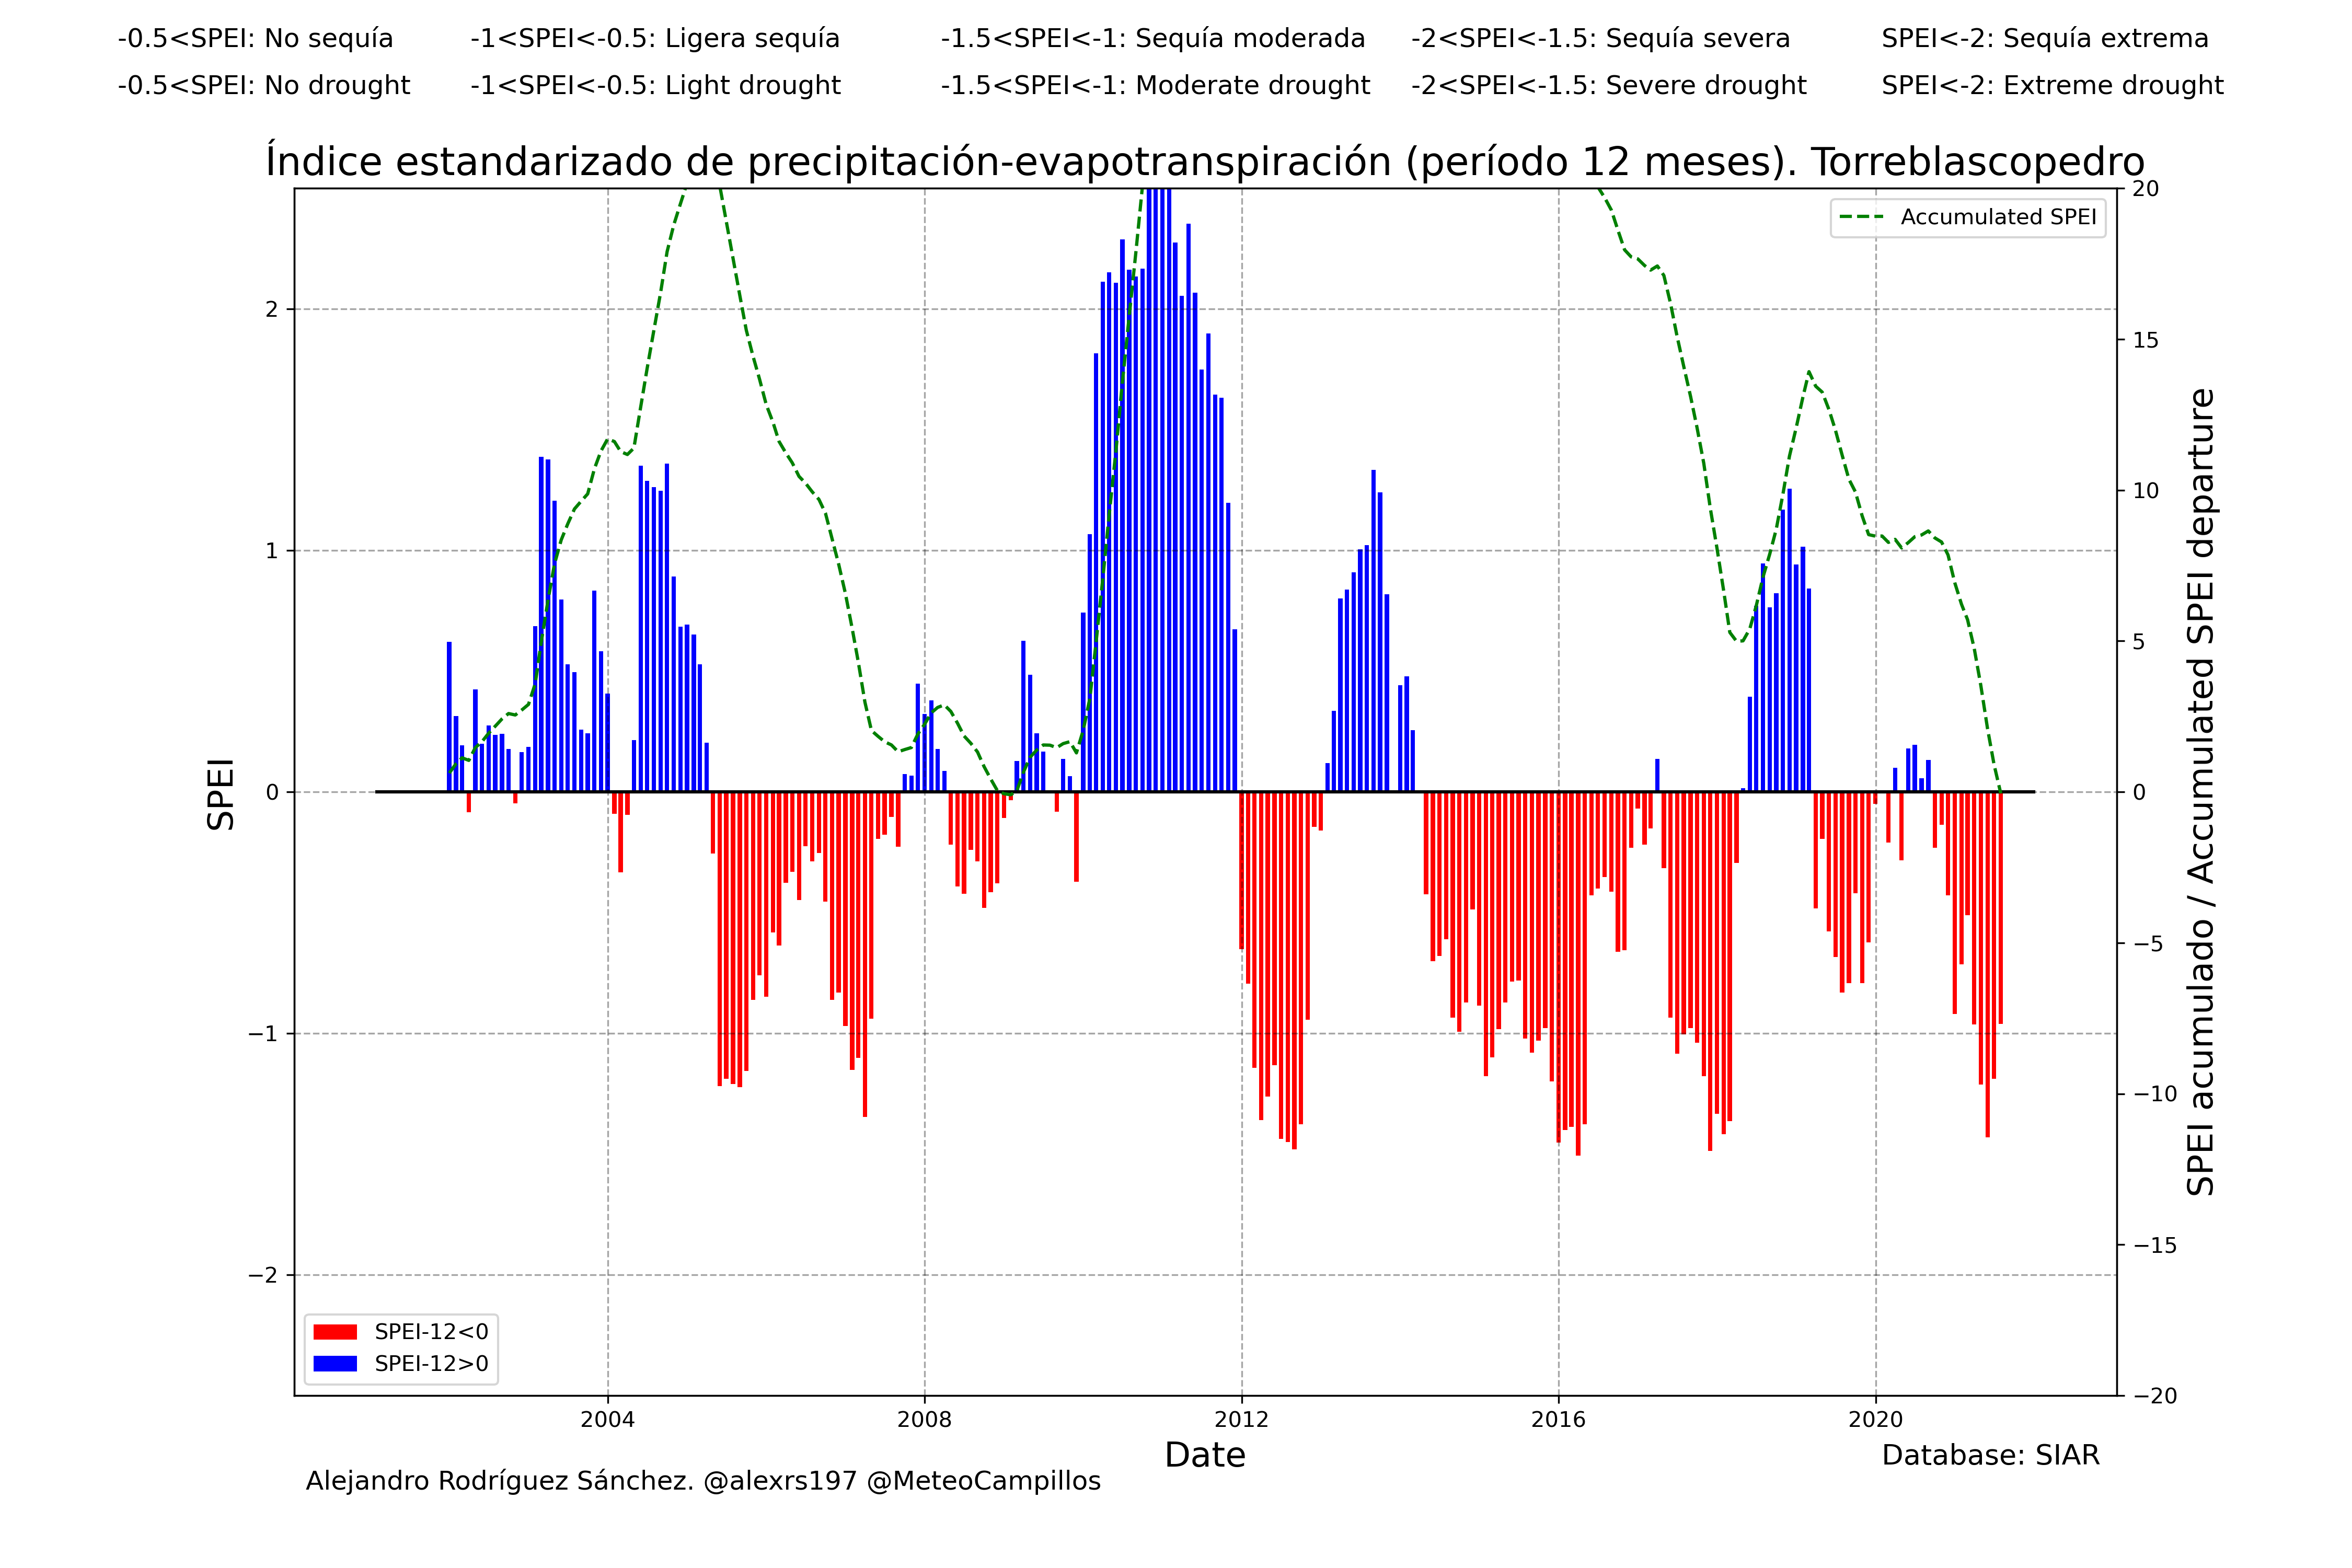 -0.5<SPEI: No sequía -1<SPEI<-0.5: Ligera sequía -1.5<SPEI<-1: Sequía moderada -2<SPEI<-1.5: Sequía severa SPEI<-2: Sequía extrema
-0.5<SPEI: No drought -1<SPEI<-0.5: Light drought -1.5<SPEI<-1: Moderate drought -2<SPEI<-1.5: Severe drought SPEI<-2: Extreme drought
Índice estandarizado de precipitación-evapotranspiración (período 12 meses). Torreblascopedro
Accumulated SPEI
SPEI
2
1
0
−1
−2
20
15
10
5
0
−5
−10
−15
−20
SPEI acumulado / Accumulated SPEI departure
SPEI-12<0
SPEI-12>0
2004 2008 2012 2016 2020
Date
Database: SIAR
Alejandro Rodríguez Sánchez. @alexrs197 @MeteoCampillos